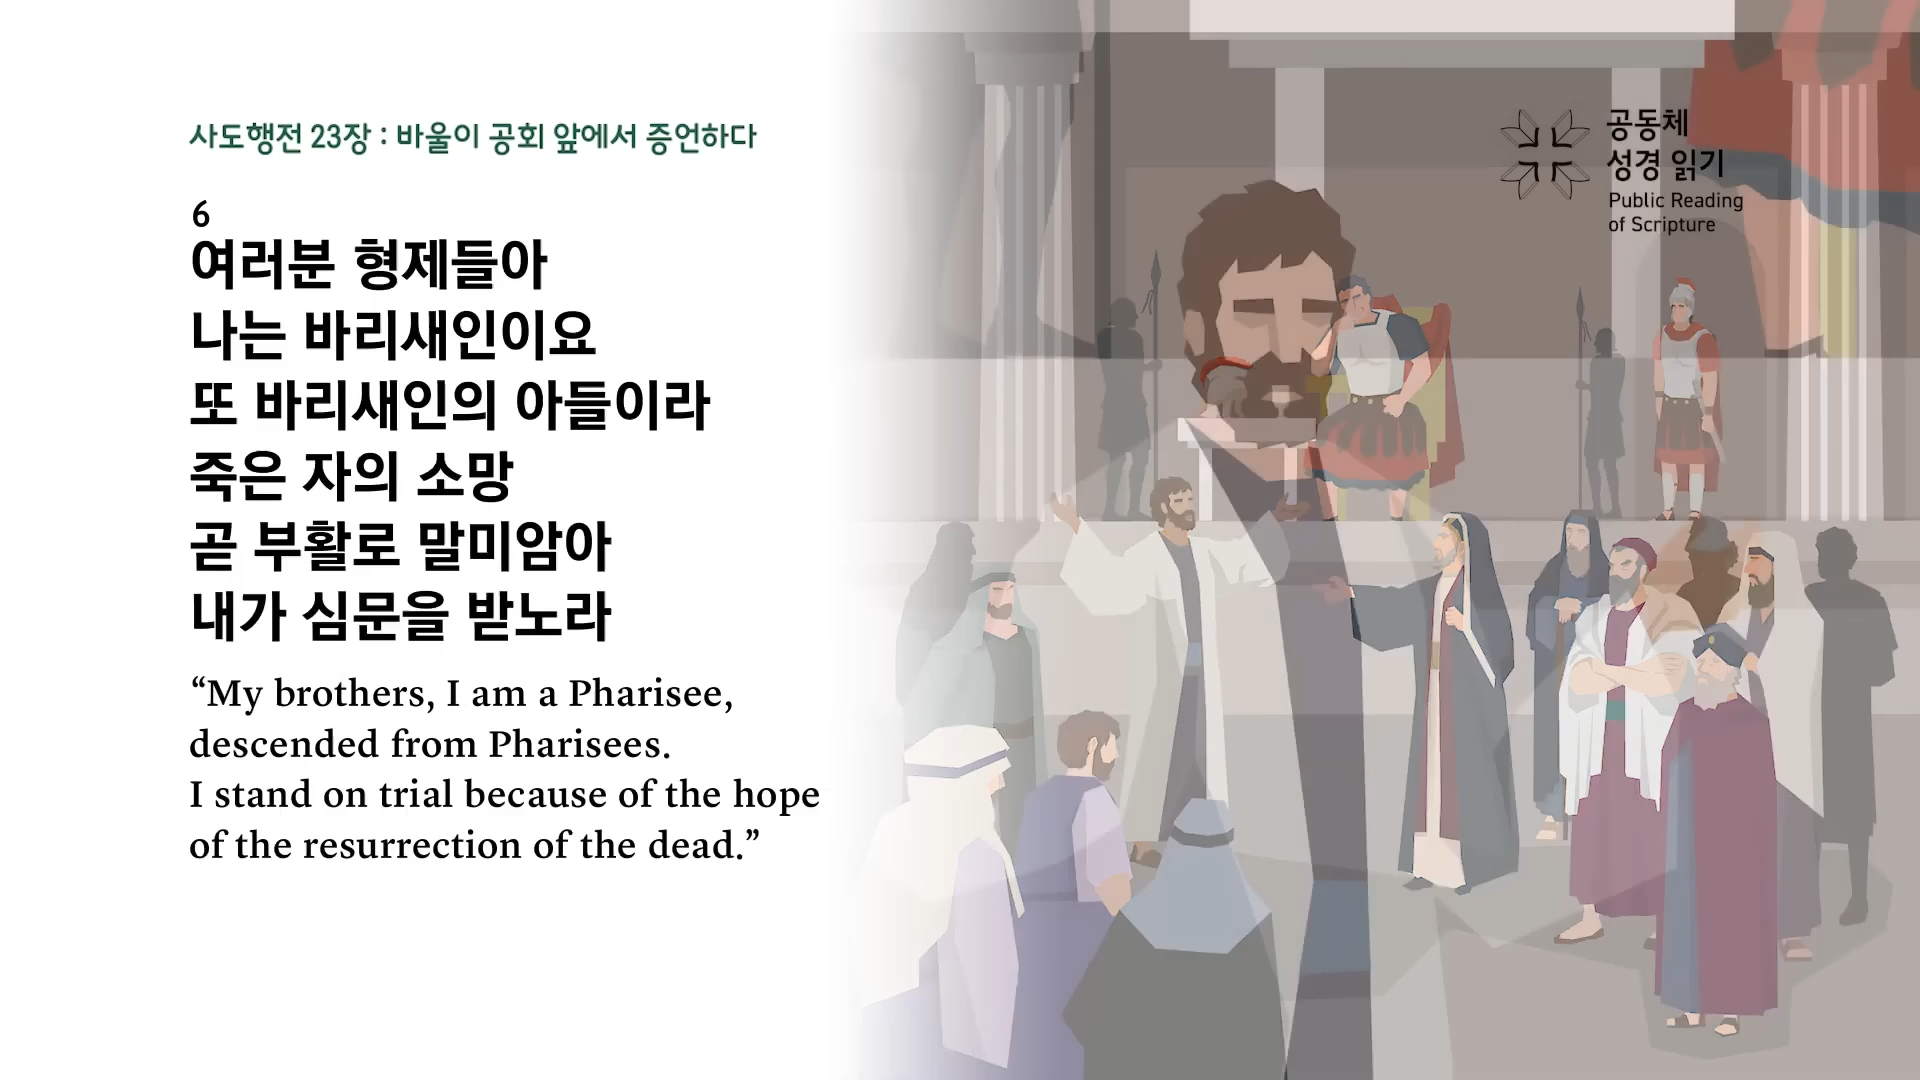 사도행전 23장 : 바울이 공회 앞에서 증언하다
6
여러분 형제들아
나는 바리새인이요
또 바리새인의 아들이라
죽은 자의 소망
곧 부활로 말미암아
내가 심문을 받노라
“My brothers, I am a Pharisee,
descended from Pharisees.
I stand on trial because of the hope
of the resurrection of the dead.”
공동체
성경 읽기
Public Reading
of Scripture